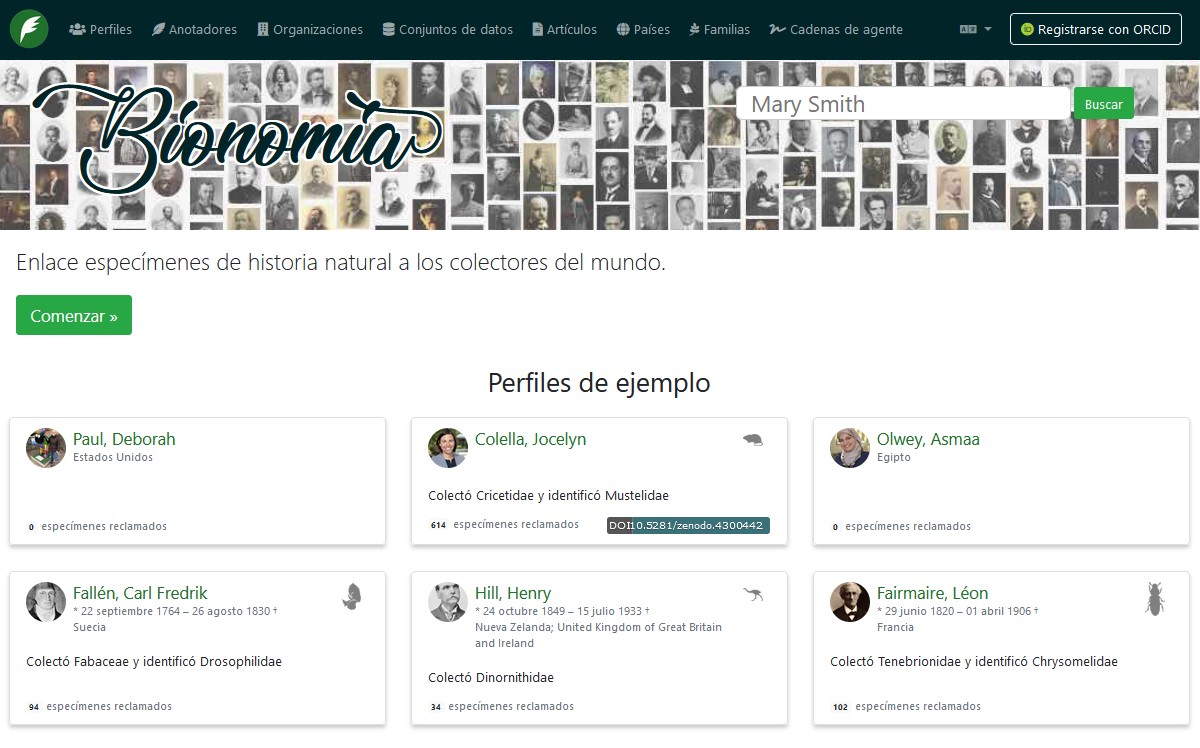 Perfiles Anotadores Organizaciones Conjuntos de datos Artículos Países Familias Cadenas de agente Registrarse con ORCID
Bionomia
Mary Smith Buscar
Enlace especímenes de historia natural a los colectores del mundo.
Comenzar »
Perfiles de ejemplo
Paul, Deborah
Estados Unidos
0 especímenes reclamados
Colella, Jocelyn
Colectó Cricetidae y identificó Mustelidae
614 especímenes reclamados DOI 10.5281/zenodo.4300442
Olwey, Asmaa
Egipto
0 especímenes reclamados
Fallén, Carl Fredrik
* 22 septiembre 1764 – 26 agosto 1830 †
Suecia
Colectó Fabaceae y identificó Drosophilidae
94 especímenes reclamados
Hill, Henry
* 24 octubre 1849 – 15 julio 1933 †
Nueva Zelanda; United Kingdom of Great Britain
and Ireland
Colectó Dinornithidae
34 especímenes reclamados
Fairmaire, Léon
* 29 junio 1820 – 01 abril 1906 †
Francia
Colectó Tenebrionidae y identificó Chrysomelidae
102 especímenes reclamados